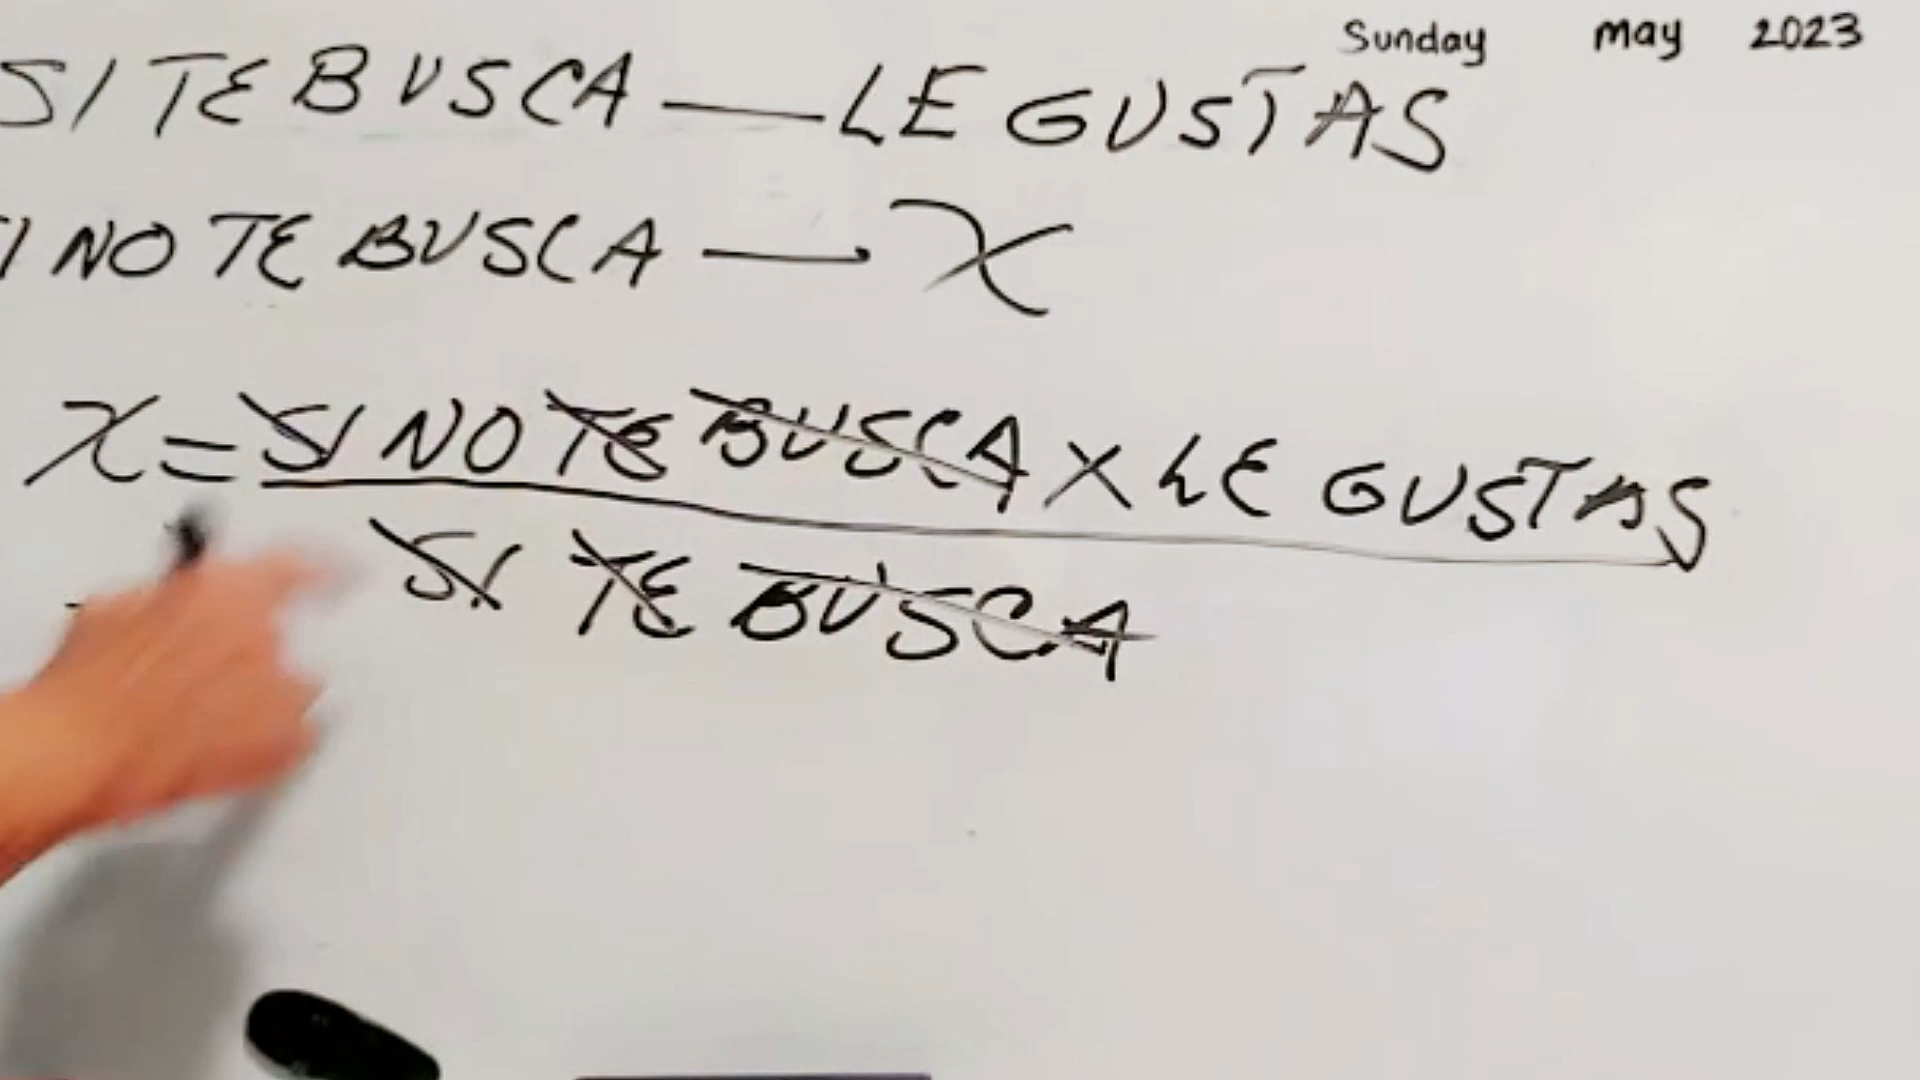 Sunday may 2023
SI TE BUSCA — LE GUSTAS
SI NO TE BUSCA — X
X = SI NO TE BUSCA X LE GUSTAS
SI TE BUSCA